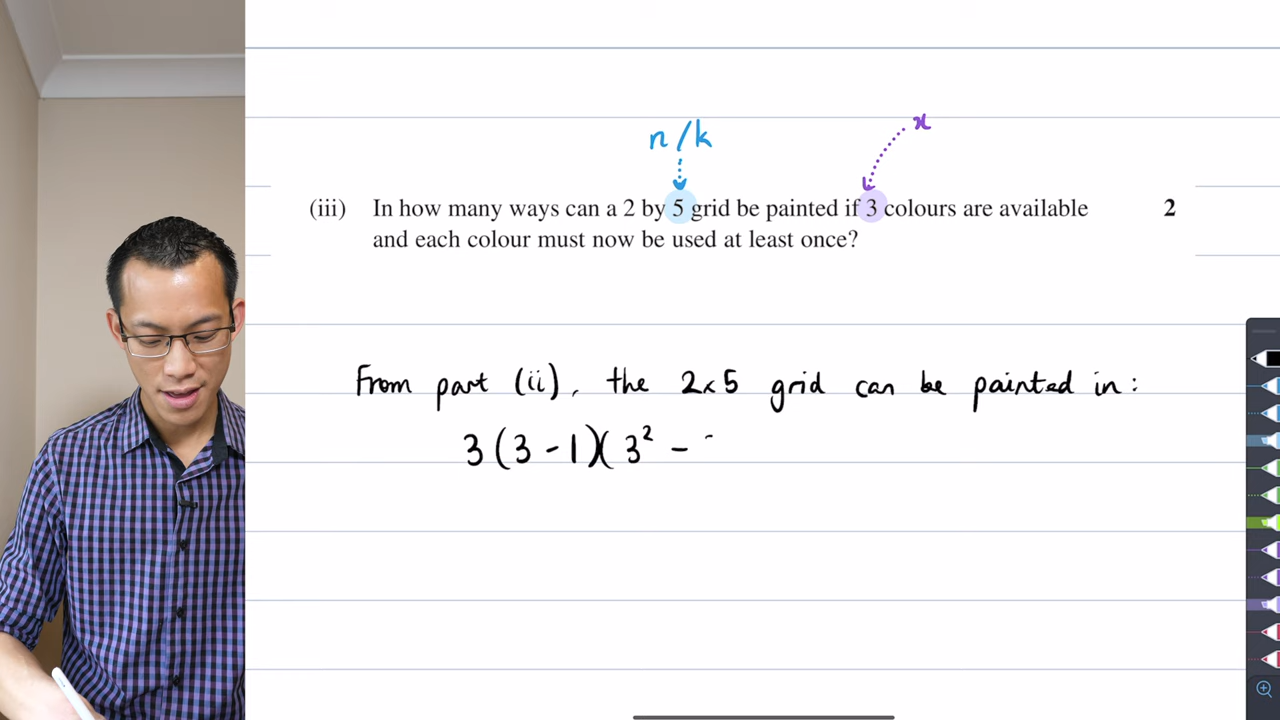 n/k
x
(iii) In how many ways can a 2 by 5 grid be painted if 3 colours are available 2
and each colour must now be used at least once?
From part (ii), the 2×5 grid can be painted in:
3(3-1)(3² -